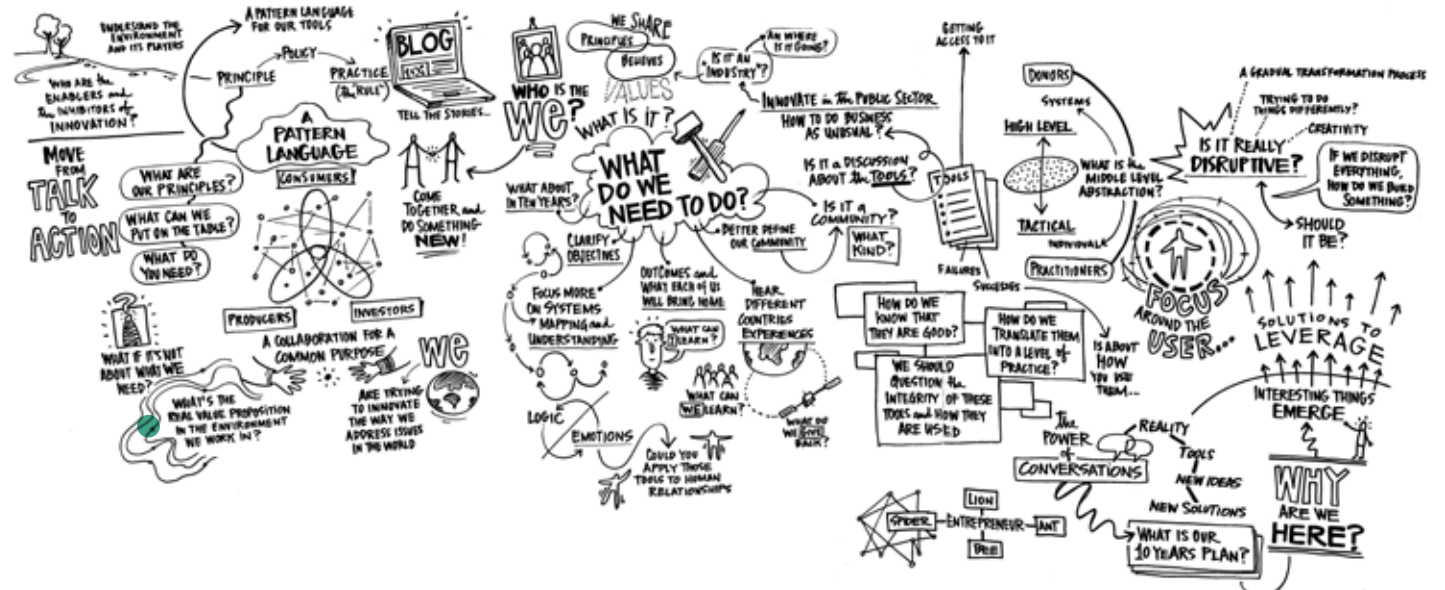 UNDERSTAND THE
ENVIRONMENT
AND ITS PLAYERS
WHO ARE the
ENABLERS and
the INHIBITORS of
INNOVATION?
MOVE
FROM
TALK
TO
ACTION
A PATTERN LANGUAGE
FOR OUR TOOLS
PRINCIPLE
POLICY
PRACTICE
(the "RULE")
A
PATTERN
LANGUAGE
WHAT ARE
OUR PRINCIPLES?
WHAT CAN WE
PUT ON THE TABLE?
WHAT DO
YOU NEED?
CONSUMERS
PRODUCERS
INVESTORS
A COLLABORATION FOR A
COMMON PURPOSE
WHAT IF IT'S NOT
ABOUT WHAT WE
NEED?
WHAT'S THE
REAL VALUE PROPOSITION
IN THE ENVIRONMENT
WE WORK IN?
WE
ARE TRYING
TO INNOVATE
THE WAY WE
ADDRESS ISSUES
IN THE WORLD
BLOG
TELL THE STORIES...
WHO IS THE
WE?
COME
TOGETHER and
DO SOMETHING
NEW!
WE SHARE
PRINCIPLES
BELIEVES
VALUES
WHAT IS IT?
WHAT
DO WE
NEED TO DO?
WHAT ABOUT
IN TEN YEARS?
CLARIFY
OBJECTIVES
FOCUS MORE
ON SYSTEMS
MAPPING and
UNDERSTANDING
LOGIC
EMOTIONS
COULD YOU
APPLY THOSE
TOOLS TO HUMAN
RELATIONSHIPS
OUTCOMES and
WHAT EACH of US
WILL BRING HOME
WHAT CAN
I LEARN?
WHAT CAN
WE LEARN?
HEAR
DIFFERENT
COUNTRIES
EXPERIENCES
WHAT DO
WE GIVE
BACK?
BETTER DEFINE
OUR COMMUNITY
IS IT a
COMMUNITY?
WHAT
KIND?
"IS IT AN
"INDUSTRY"?
AN WHERE
IS IT GOING?
INNOVATE in the PUBLIC SECTOR
HOW TO DO BUSINESS
AS UNUSUAL?
IS IT a DISCUSSION
ABOUT the TOOLS?
GETTING
ACCESS TO IT
TOOLS
FAILURES
SUCCESSES
HOW DO WE
KNOW THAT
THEY ARE GOOD?
HOW DO WE
TRANSLATE THEM
INTO A LEVEL of
PRACTICE?
WE SHOULD
QUESTION the
INTEGRITY OF THESE
TOOLS and HOW THEY
ARE USED
IS ABOUT
HOW
YOU USE
THEM...
DONORS
SYSTEMS
HIGH LEVEL
WHAT IS the
MIDDLE LEVEL
ABSTRACTION?
TACTICAL
INDIVIDUALS
PRACTITIONERS
A GRADUAL TRANSFORMATION PROCESS
TRYING TO DO
THINGS DIFFERENTLY?
CREATIVITY
IS IT REALLY
DISRUPTIVE?
IF WE DISRUPT
EVERYTHING,
HOW DO WE BUILD
SOMETHING?
SHOULD
IT BE?
FOCUS
AROUND THE
USER...
SOLUTIONS TO
LEVERAGE
INTERESTING THINGS
EMERGE
WHY
ARE WE
HERE?
the
POWER
of
CONVERSATIONS
REALITY
TOOLS
NEW IDEAS
NEW SOLUTIONS
WHAT IS OUR
10 YEARS PLAN?
LION
SPIDER
ENTREPRENEUR
ANT
BEE